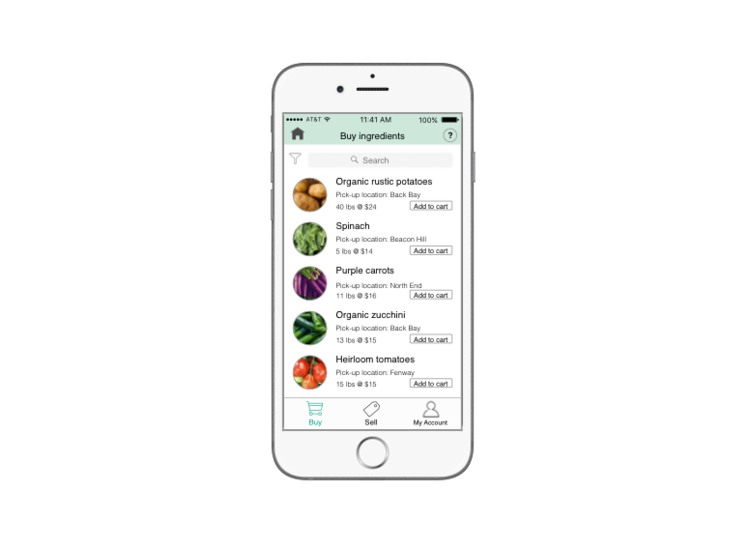 AT&T 11:41 AM 100%
Buy ingredients ?
Search
Organic rustic potatoes
Pick-up location: Back Bay
40 lbs @ $24 Add to cart
Spinach
Pick-up location: Beacon Hill
5 lbs @ $14 Add to cart
Purple carrots
Pick-up location: North End
11 lbs @ $16 Add to cart
Organic zucchini
Pick-up location: Back Bay
13 lbs @ $15 Add to cart
Heirloom tomatoes
Pick-up location: Fenway
15 lbs @ $15 Add to cart
Buy Sell My Account